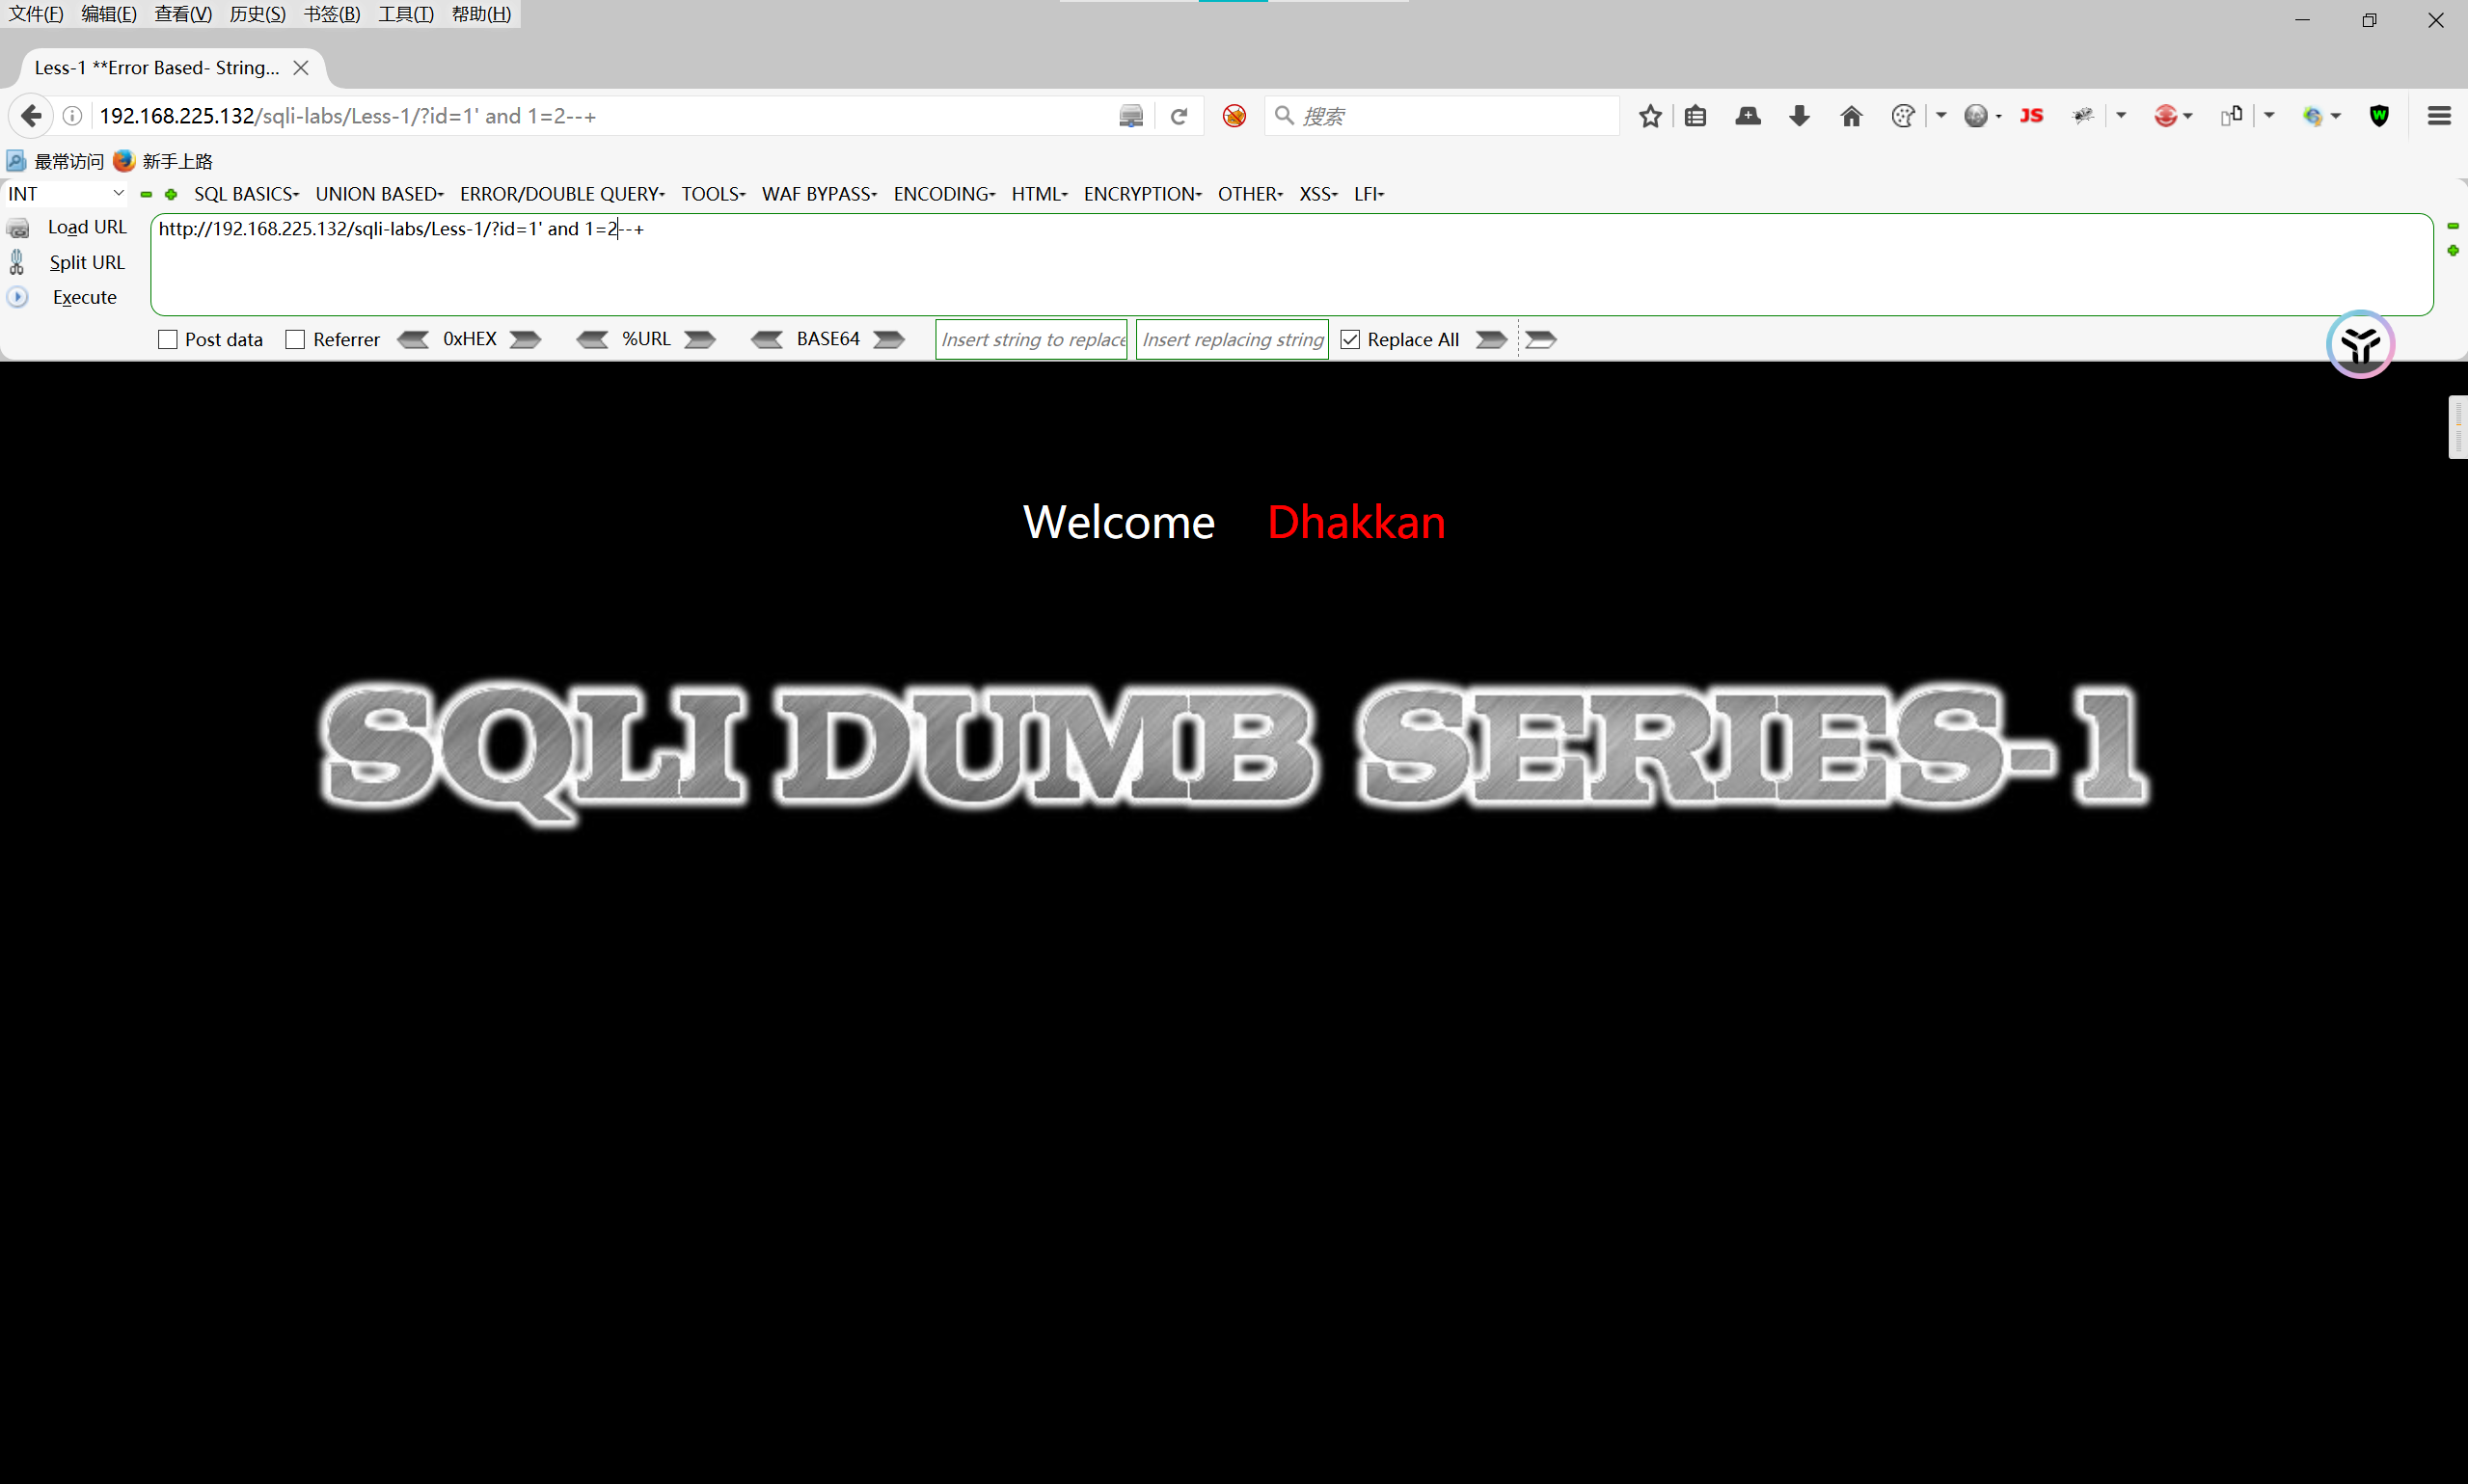 文件(F) 编辑(E) 查看(V) 历史(S) 书签(B) 工具(T) 帮助(H)
Less-1 **Error Based- String...
192.168.225.132/sqli-labs/Less-1/?id=1' and 1=2--+ 搜索 JS W
最常访问 新手上路
INT SQL BASICS UNION BASED ERROR/DOUBLE QUERY TOOLS WAF BYPASS ENCODING HTML ENCRYPTION OTHER XSS LFI
Load URL http://192.168.225.132/sqli-labs/Less-1/?id=1' and 1=2--+
Split URL
Execute
Post data Referrer 0xHEX %URL BASE64 Insert string to replace Insert replacing string Replace All
Welcome Dhakkan
SQLI DUMB SERIES-1